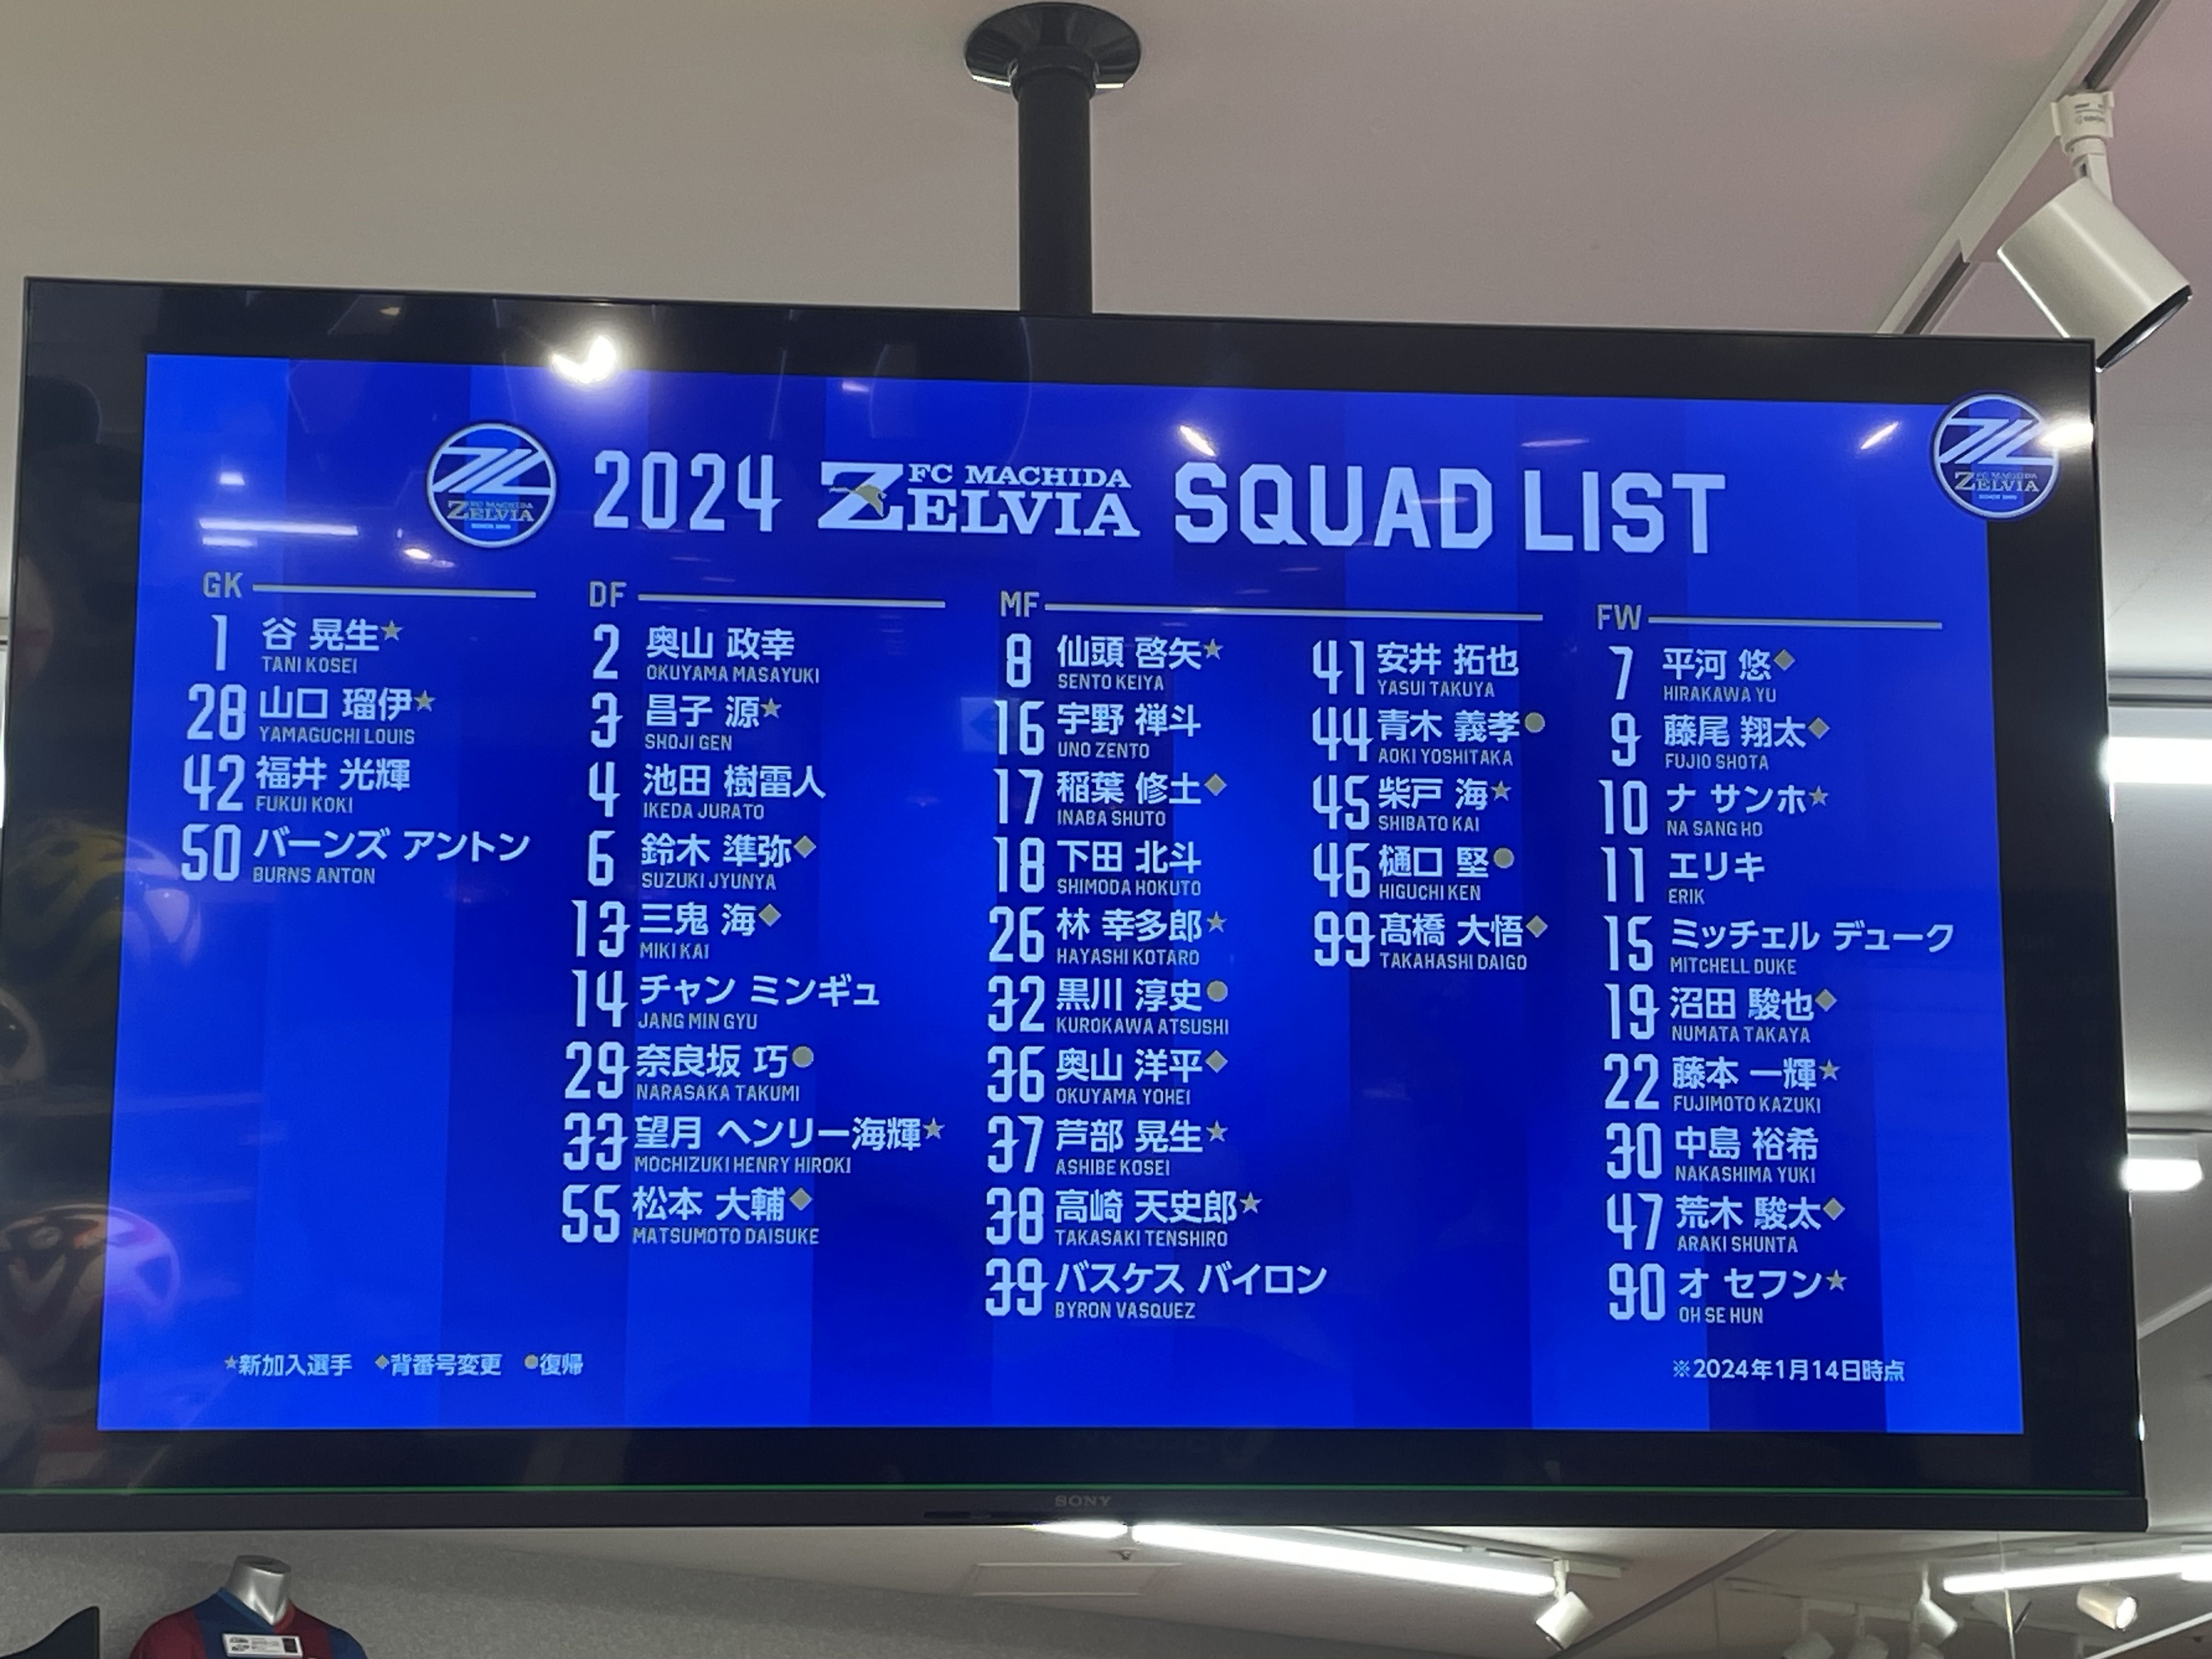 2024 FC MACHIDA ZELVIA SQUAD LIST
FC MACHIDA
ZELVIA
FC MACHIDA
ZELVIA
GK
1 谷 晃生★
TANI KOSEI
28 山口 瑠伊★
YAMAGUCHI LOUIS
42 福井 光輝
FUKUI KOKI
50 バーンズ アントン
BURNS ANTON
DF
2 奥山 政幸
OKUYAMA MASAYUKI
3 昌子 源★
SHOJI GEN
4 池田 樹雷人
IKEDA JURATO
6 鈴木 準弥◆
SUZUKI JYUNYA
13 三鬼 海◆
MIKI KAI
14 チャン ミンギュ
JANG MIN GYU
29 奈良坂 巧●
NARASAKA TAKUMI
33 望月 ヘンリー海輝★
MOCHIZUKI HENRY HIROKI
55 松本 大輔◆
MATSUMOTO DAISUKE
MF
8 仙頭 啓矢★
SENTO KEIYA
16 宇野 禅斗
UNO ZENTO
17 稲葉 修土◆
INABA SHUTO
18 下田 北斗
SHIMODA HOKUTO
26 林 幸多郎★
HAYASHI KOTARO
32 黒川 淳史●
KUROKAWA ATSUSHI
36 奥山 洋平◆
OKUYAMA YOHEI
37 芦部 晃生★
ASHIBE KOSEI
38 高崎 天史郎★
TAKASAKI TENSHIRO
39 バスケス バイロン
BYRON VASQUEZ
41 安井 拓也
YASUI TAKUYA
44 青木 義孝●
AOKI YOSHITAKA
45 柴戸 海★
SHIBATO KAI
46 樋口 堅●
HIGUCHI KEN
99 髙橋 大悟◆
TAKAHASHI DAIGO
FW
7 平河 悠◆
HIRAKAWA YU
9 藤尾 翔太◆
FUJIO SHOTA
10 ナ サンホ★
NA SANG HO
11 エリキ
ERIK
15 ミッチェル デューク
MITCHELL DUKE
19 沼田 駿也◆
NUMATA TAKAYA
22 藤本 一輝★
FUJIMOTO KAZUKI
30 中島 裕希
NAKASHIMA YUKI
47 荒木 駿太◆
ARAKI SHUNTA
90 オ セフン★
OH SE HUN
★新加入選手 ◆背番号変更 ●復帰
※2024年1月14日時点
SONY